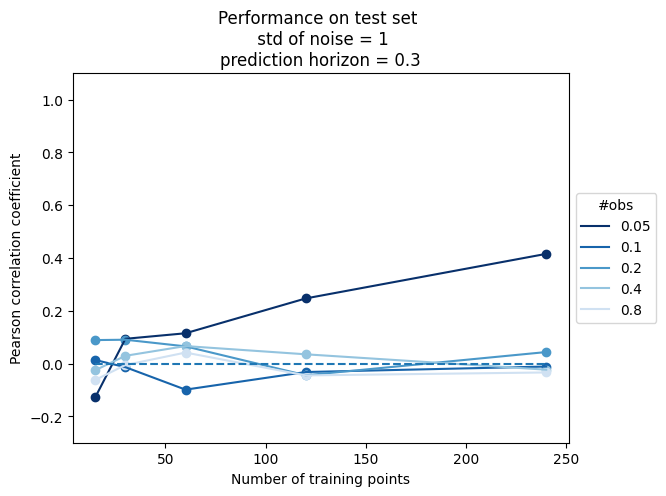 Performance on test set
std of noise = 1
prediction horizon = 0.3
Pearson correlation coefficient
1.0
0.8
0.6
0.4
0.2
0.0
−0.2
50
100
150
200
250
Number of training points
#obs
0.05
0.1
0.2
0.4
0.8